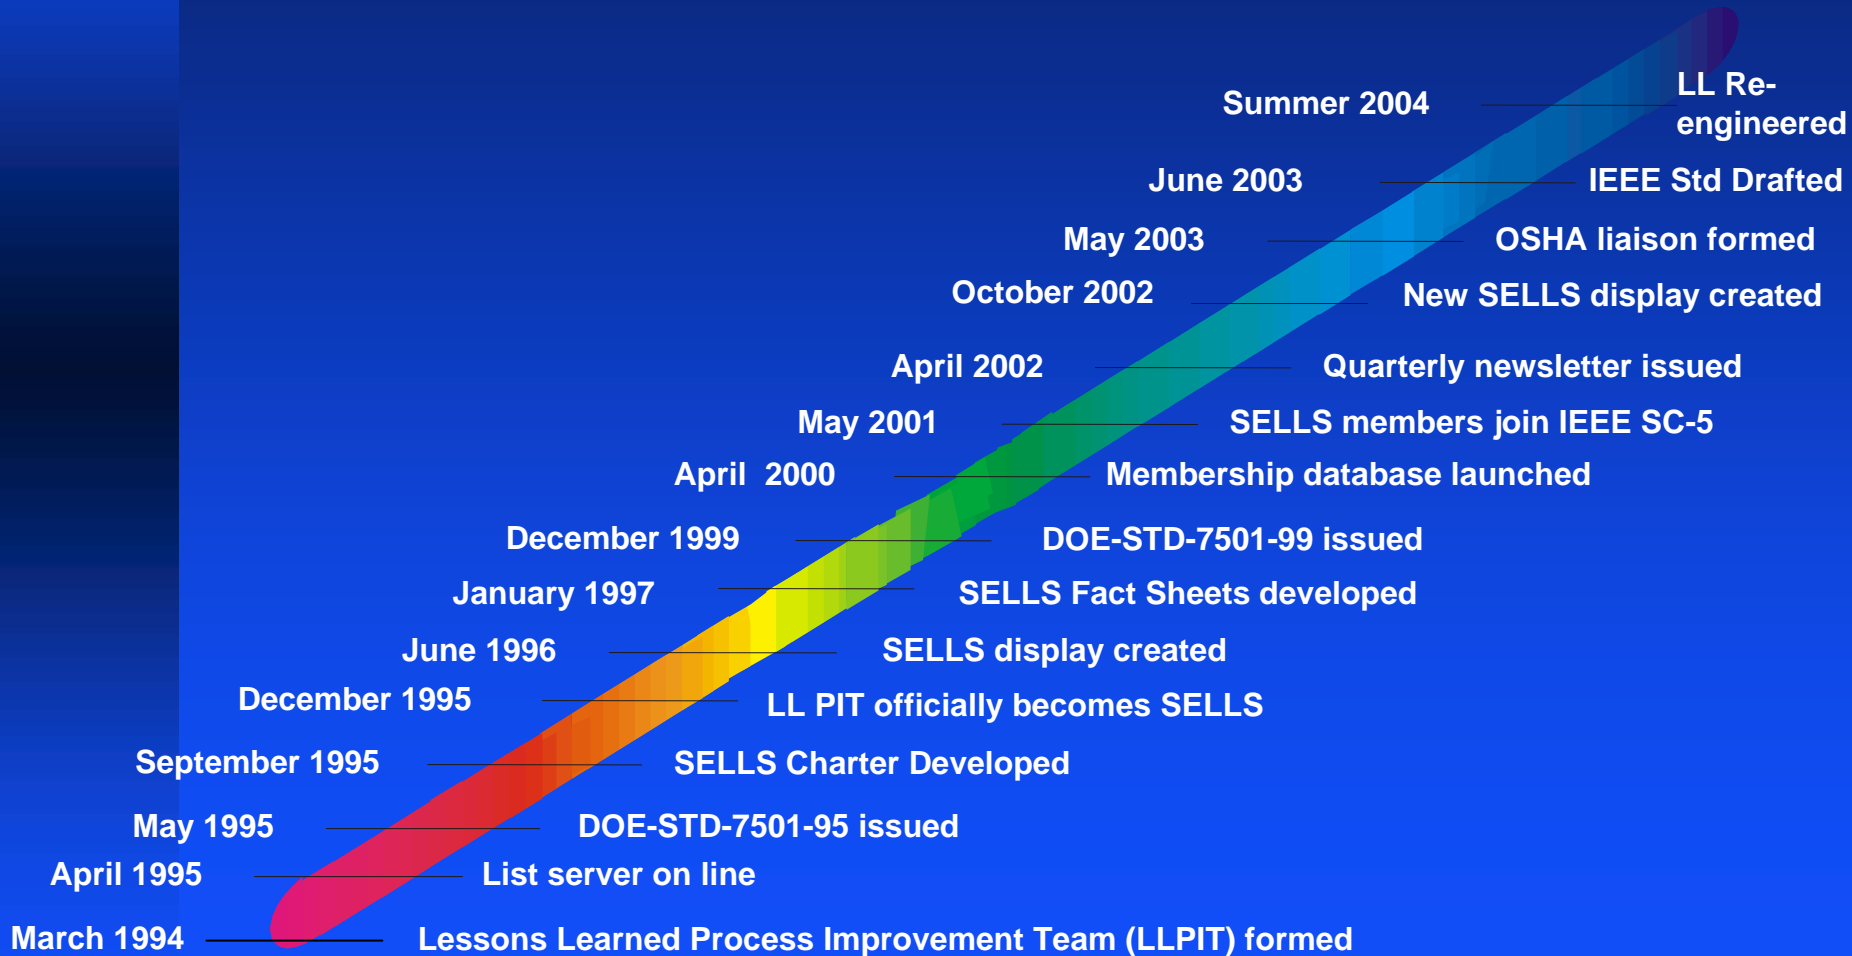 Summer 2004 LL Re-
engineered
June 2003 IEEE Std Drafted
May 2003 OSHA liaison formed
October 2002 New SELLS display created
April 2002 Quarterly newsletter issued
May 2001 SELLS members join IEEE SC-5
April  2000 Membership database launched
December 1999 DOE-STD-7501-99 issued
January 1997 SELLS Fact Sheets developed
June 1996 SELLS display created
December 1995 LL PIT officially becomes SELLS
September 1995 SELLS Charter Developed
May 1995 DOE-STD-7501-95 issued
April 1995 List server on line
March 1994 Lessons Learned Process Improvement Team (LLPIT) formed